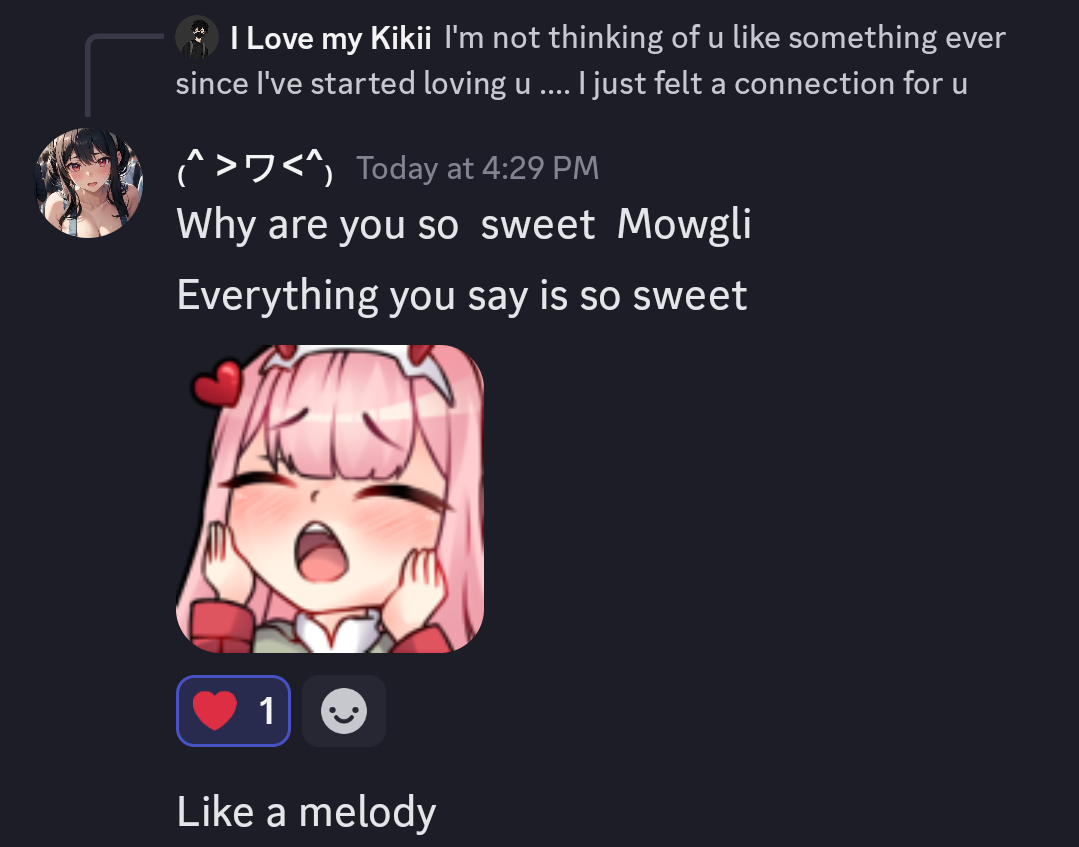 I Love my Kikii I'm not thinking of u like something ever
since I've started loving u .... I just felt a connection for u
₍^ >ヮ<^₎ Today at 4:29 PM
Why are you so sweet Mowgli
Everything you say is so sweet
1
Like a melody